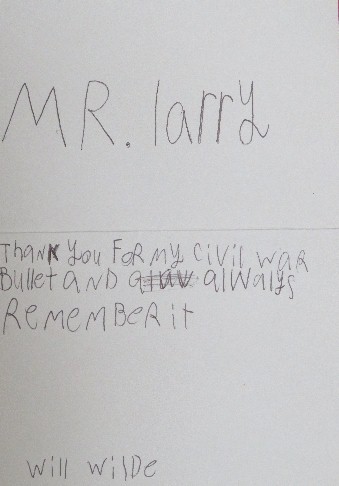 MR. larry
Thank you FoR my civil waR
Bullet and always
RememBeR it
will wilDe